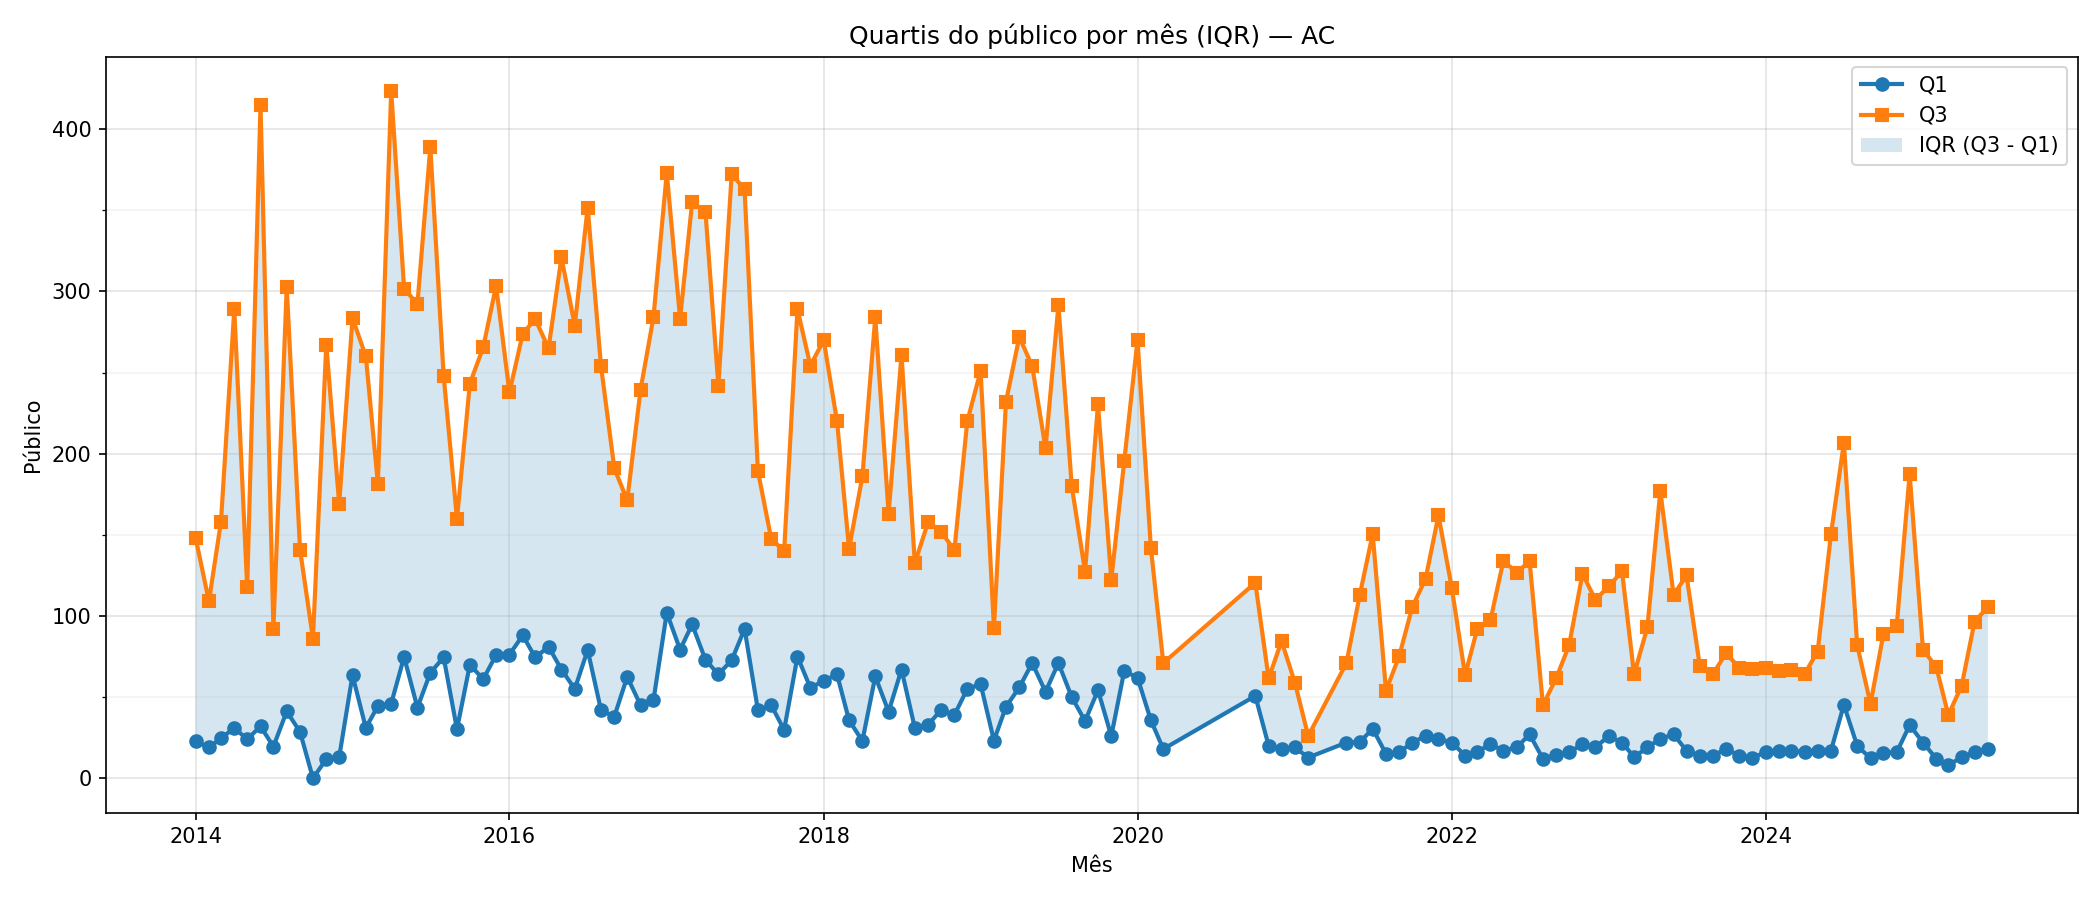 Quartis do público por mês (IQR) — AC
Q1
Q3
IQR (Q3 - Q1)
Público
400
300
200
100
0
2014
2016
2018
2020
2022
2024
Mês